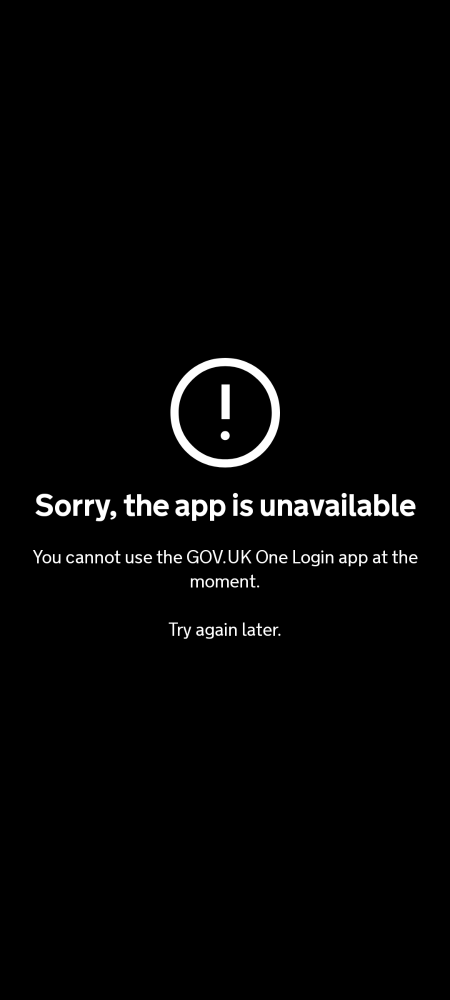 Sorry, the app is unavailable
You cannot use the GOV.UK One Login app at the
moment.
Try again later.